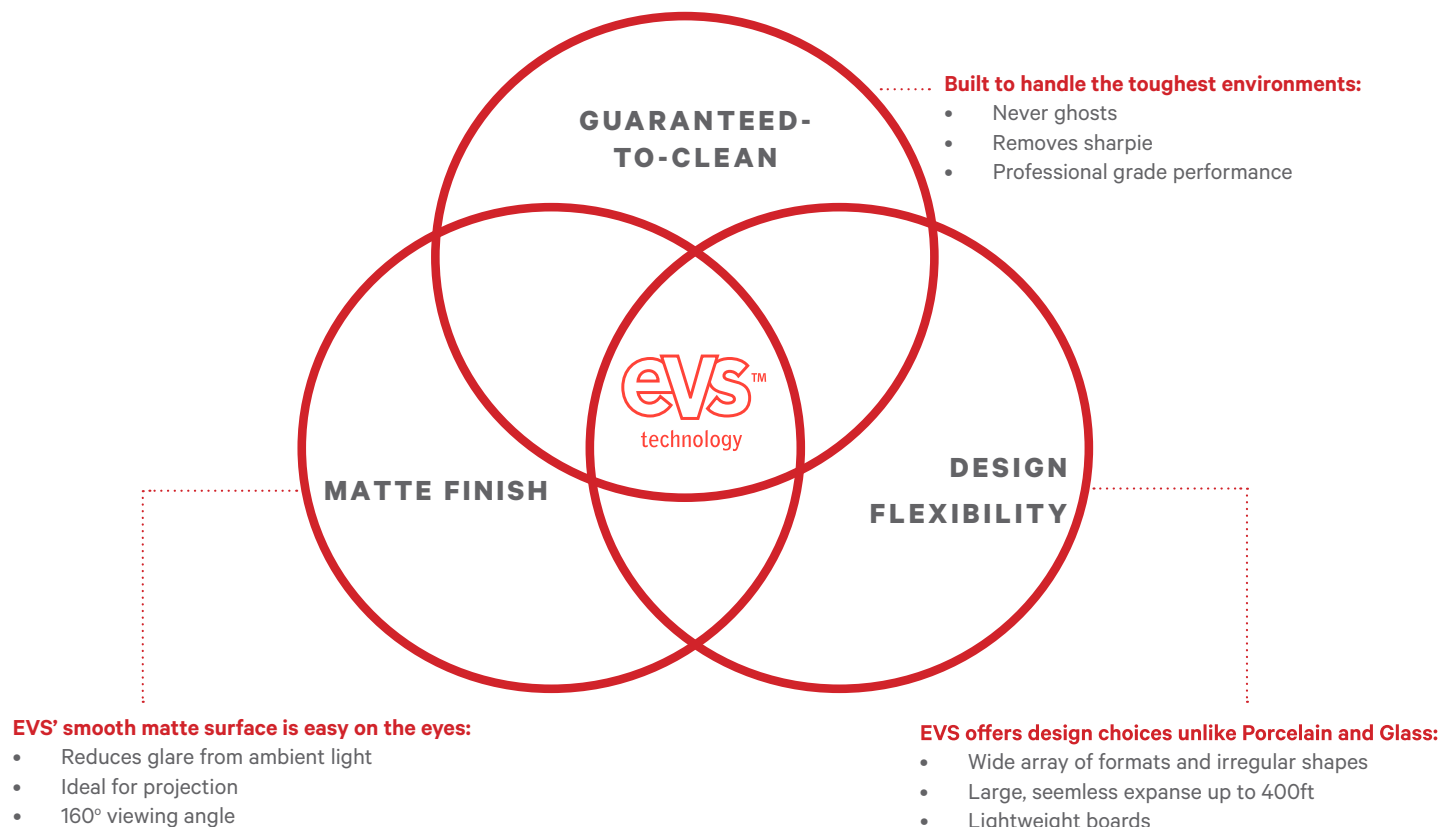 GUARANTEED-
TO-CLEAN
Built to handle the toughest environments:
• Never ghosts
• Removes sharpie
• Professional grade performance
eVs™
technology
MATTE FINISH
DESIGN
FLEXIBILITY
EVS’ smooth matte surface is easy on the eyes:
• Reduces glare from ambient light
• Ideal for projection
• 160º viewing angle
EVS offers design choices unlike Porcelain and Glass:
• Wide array of formats and irregular shapes
• Large, seemless expanse up to 400ft
• Lightweight boards